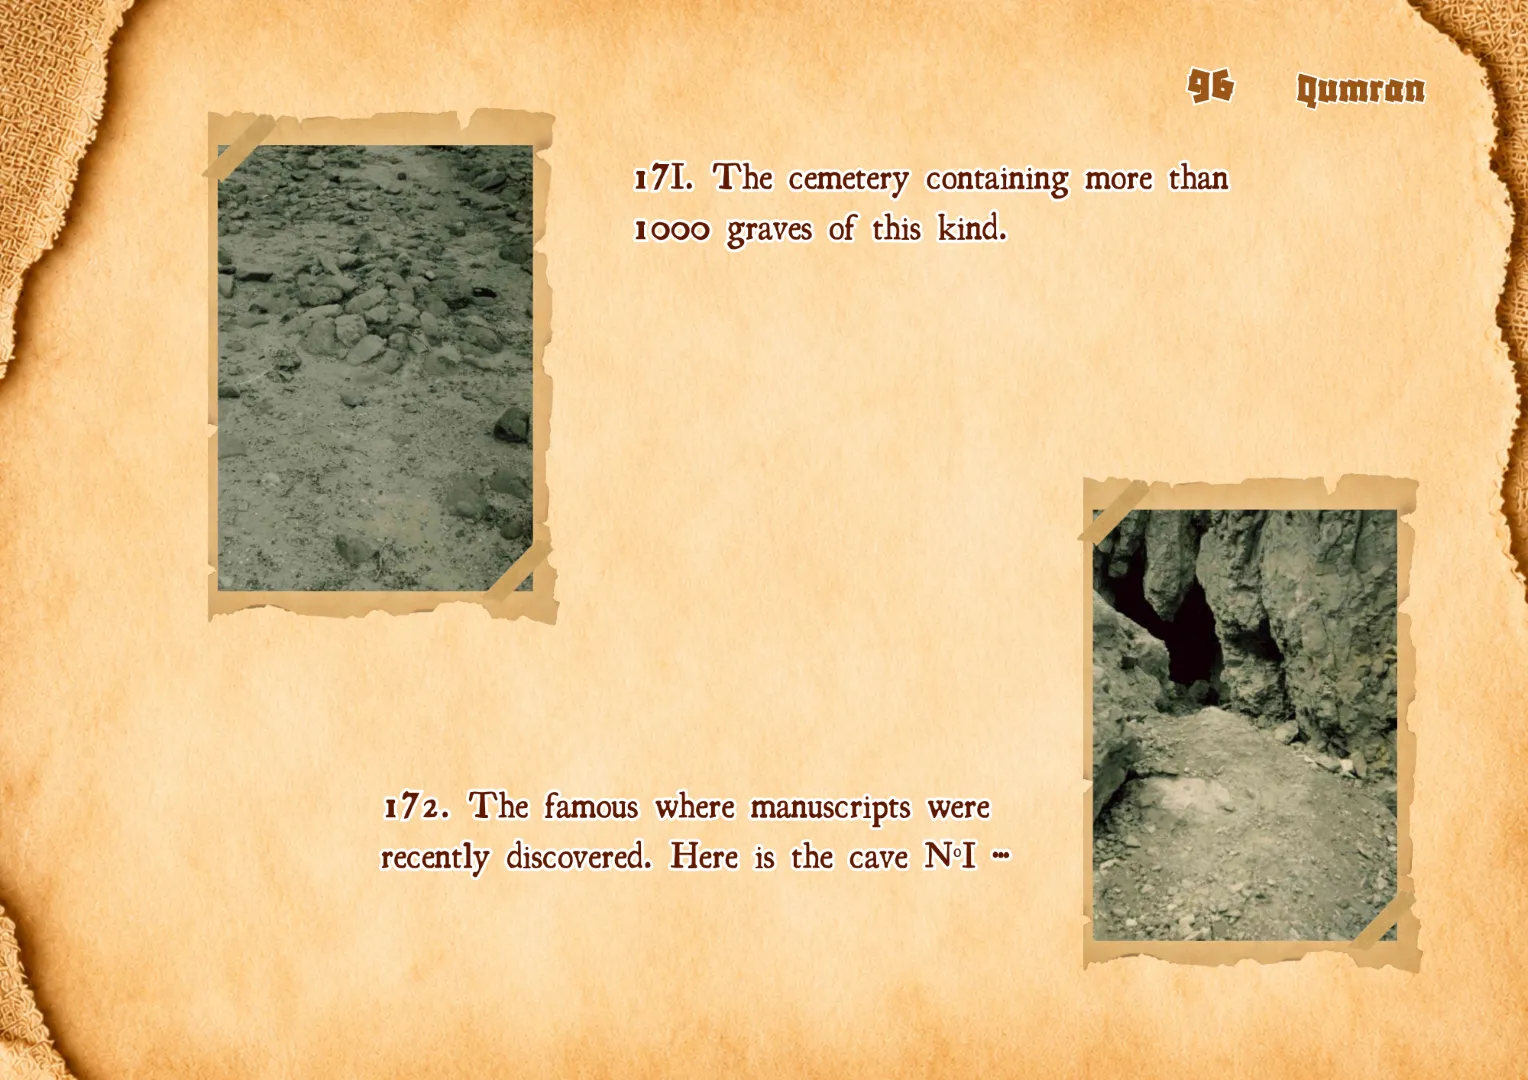 96 Qumran
171. The cemetery containing more than
1000 graves of this kind.
172. The famous where manuscripts were
recently discovered. Here is the cave N°1 ...